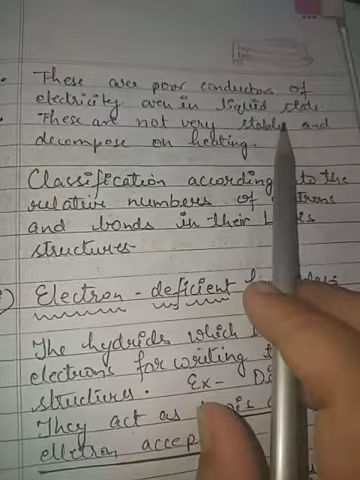 These are poor conductors of
electricity even in liquid state
These are not very stable and
decompose on heating.
Classification according to the
relative numbers of
and bonds in their
structures-
Electron-deficient
The hydrids which
electrons for writing
structures. Ex-
They act as
electron